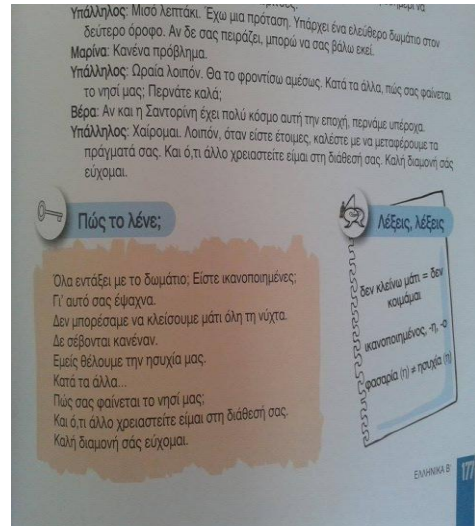 Υπάλληλος: Μισό λεπτάκι. Έχω μια πρόταση. Υπάρχει ένα ελεύθερο δωμάτιο στον
δεύτερο όροφο. Αν δε σας πειράζει, μπορώ να σας βάλω εκεί.
Μαρίνα: Κανένα πρόβλημα.
Υπάλληλος: Ωραία λοιπόν. Θα το φροντίσω αμέσως. Κατά τα άλλα, πώς σας φαίνεται
το νησί μας; Περνάτε καλά;
Βέρα: Αν και η Σαντορίνη έχει πολύ κόσμο αυτή την εποχή, περνάμε υπέροχα.
Υπάλληλος: Χαίρομαι. Λοιπόν, όταν είστε έτοιμες, καλέστε με να μεταφέρουμε τα
πράγματά σας. Και ό,τι άλλο χρειαστείτε είμαι στη διάθεσή σας. Καλή διαμονή σάς
εύχομαι.
Πώς το λένε;
Όλα εντάξει με το δωμάτιο; Είστε ικανοποιημένες;
Γι' αυτό σας έψαχνα.
Δεν μπορέσαμε να κλείσουμε μάτι όλη τη νύχτα.
Δε σέβονται κανέναν.
Εμείς θέλουμε την ησυχία μας.
Κατά τα άλλα...
Πώς σας φαίνεται το νησί μας;
Και ό,τι άλλο χρειαστείτε είμαι στη διάθεσή σας.
Καλή διαμονή σάς εύχομαι.
Λέξεις, λέξεις
δεν κλείνω μάτι = δεν
κοιμάμαι
ικανοποιημένος, -η, -ο
φασαρία (η) ≠ ησυχία (η)
ΕΛΛΗΝΙΚΑ Β΄
177